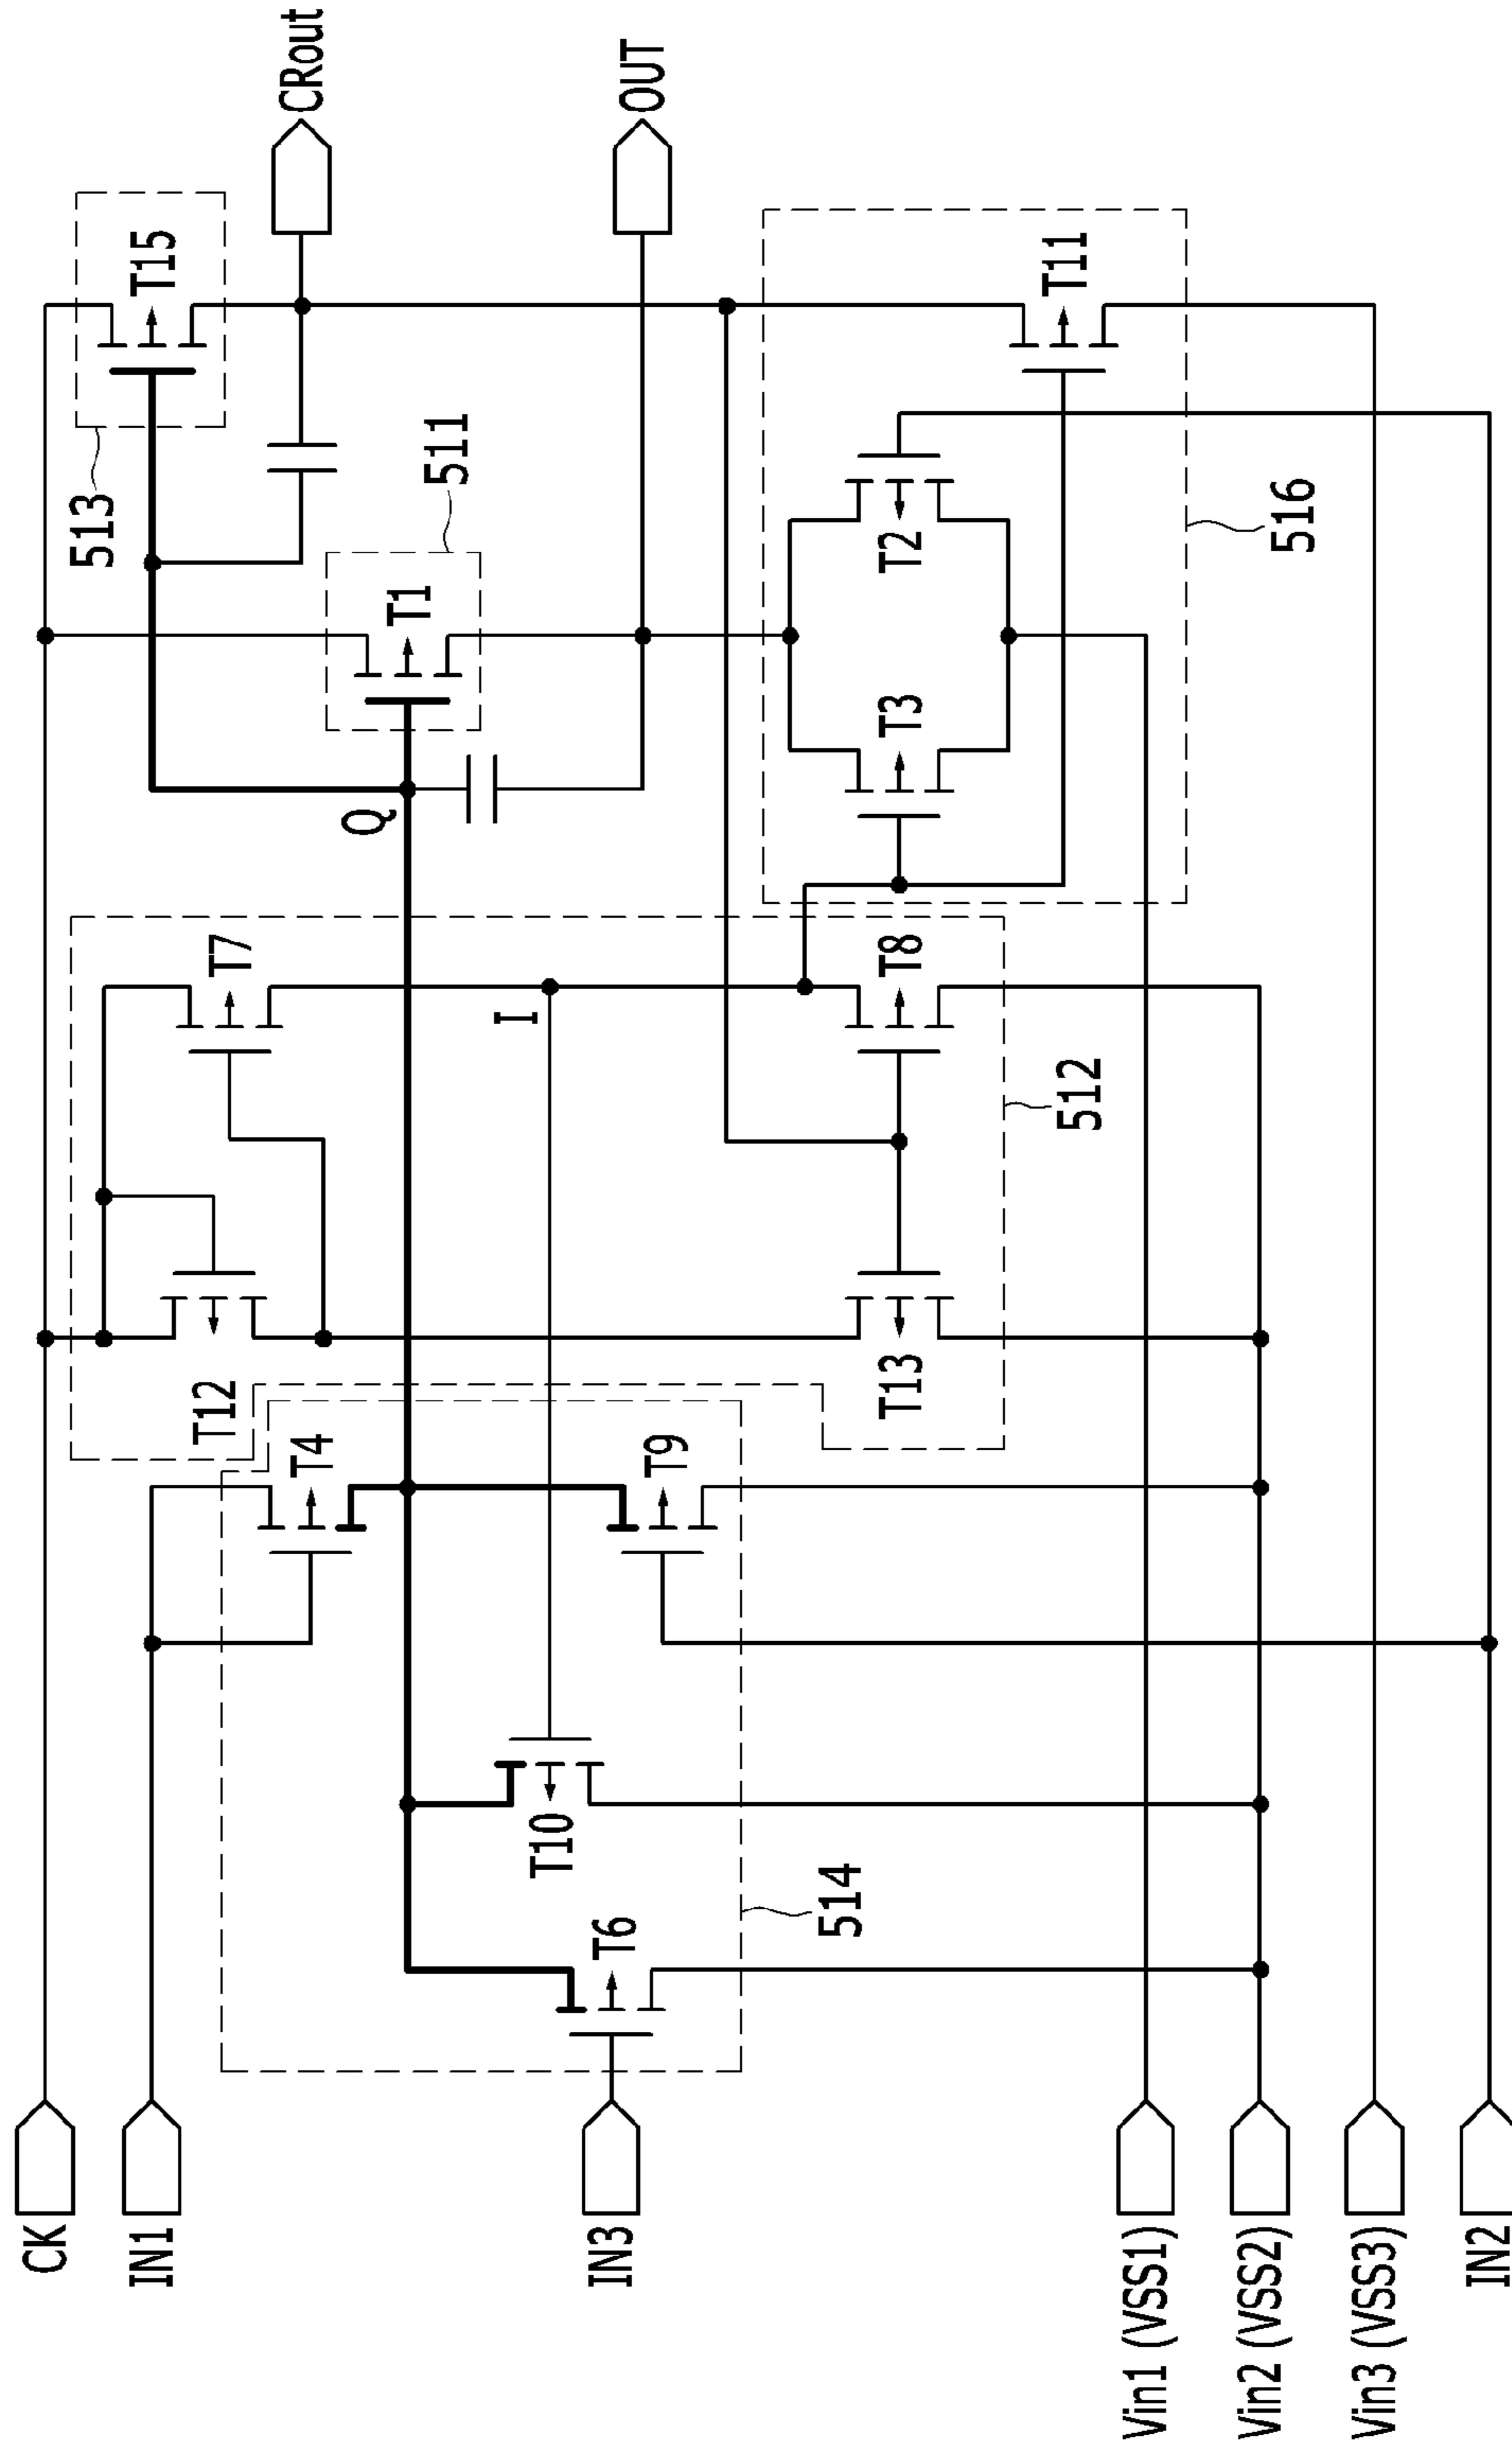 CK
IN1
IN3
Vin1 (VSS1)
Vin2 (VSS2)
Vin3 (VSS3)
IN2
T6
514
T10
T4
T9
T12
T13
512
T7
I
T8
Q
T1
511
T3
T2
516
513
T15
T11
CRout
OUT